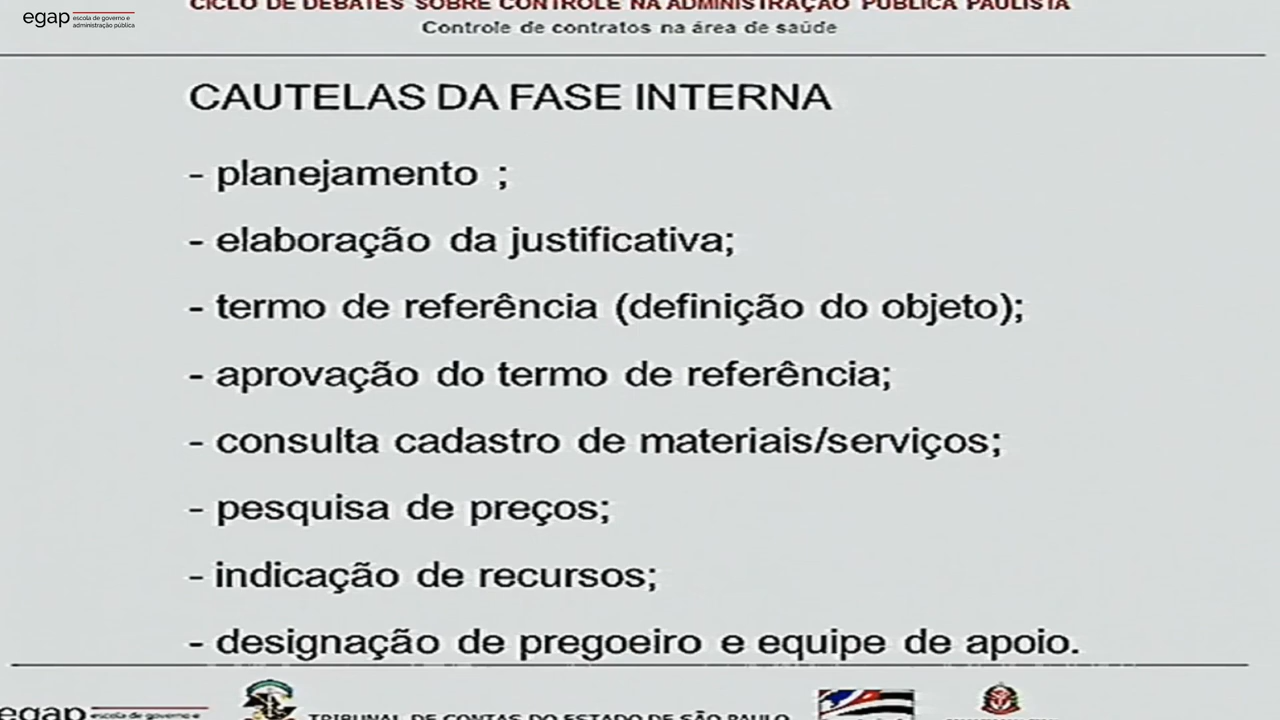 CICLO DE DEBATES SOBRE CONTROLE NA ADMINISTRAÇÃO PÚBLICA PAULISTA
egap escola de governo e administração pública
Controle de contratos na área de saúde
CAUTELAS DA FASE INTERNA
- planejamento ;
- elaboração da justificativa;
- termo de referência (definição do objeto);
- aprovação do termo de referência;
- consulta cadastro de materiais/serviços;
- pesquisa de preços;
- indicação de recursos;
- designação de pregoeiro e equipe de apoio.
egap escola de governo e
TRIBUNAL DE CONTAS DO ESTADO DE SÃO PAULO